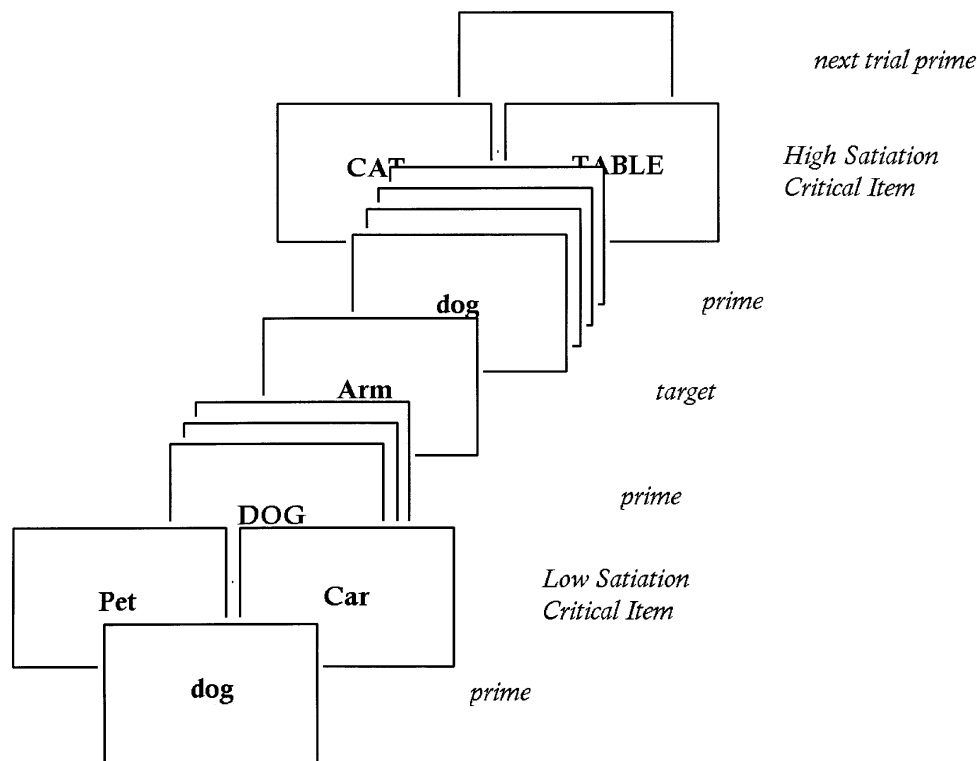 next trial prime
CAT TABLE
High Satiation
Critical Item
dog
prime
Arm
target
DOG
prime
Pet Car
Low Satiation
Critical Item
dog
prime